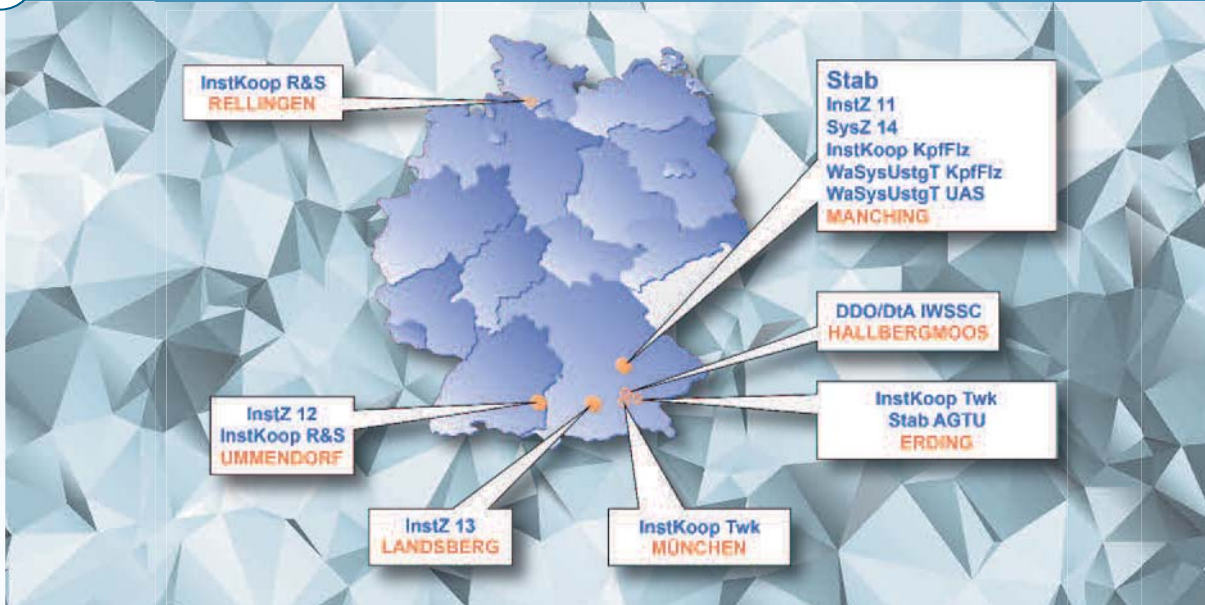 InstKoop R&S
RELLINGEN
Stab
InstZ 11
SysZ 14
InstKoop KpfFlz
WaSysUstgT KpfFlz
WaSysUstgT UAS
MANCHING
DDO/DtA IWSSC
HALLBERGMOOS
InstKoop Twk
Stab AGTU
ERDING
InstZ 12
InstKoop R&S
UMMENDORF
InstZ 13
LANDSBERG
InstKoop Twk
MÜNCHEN